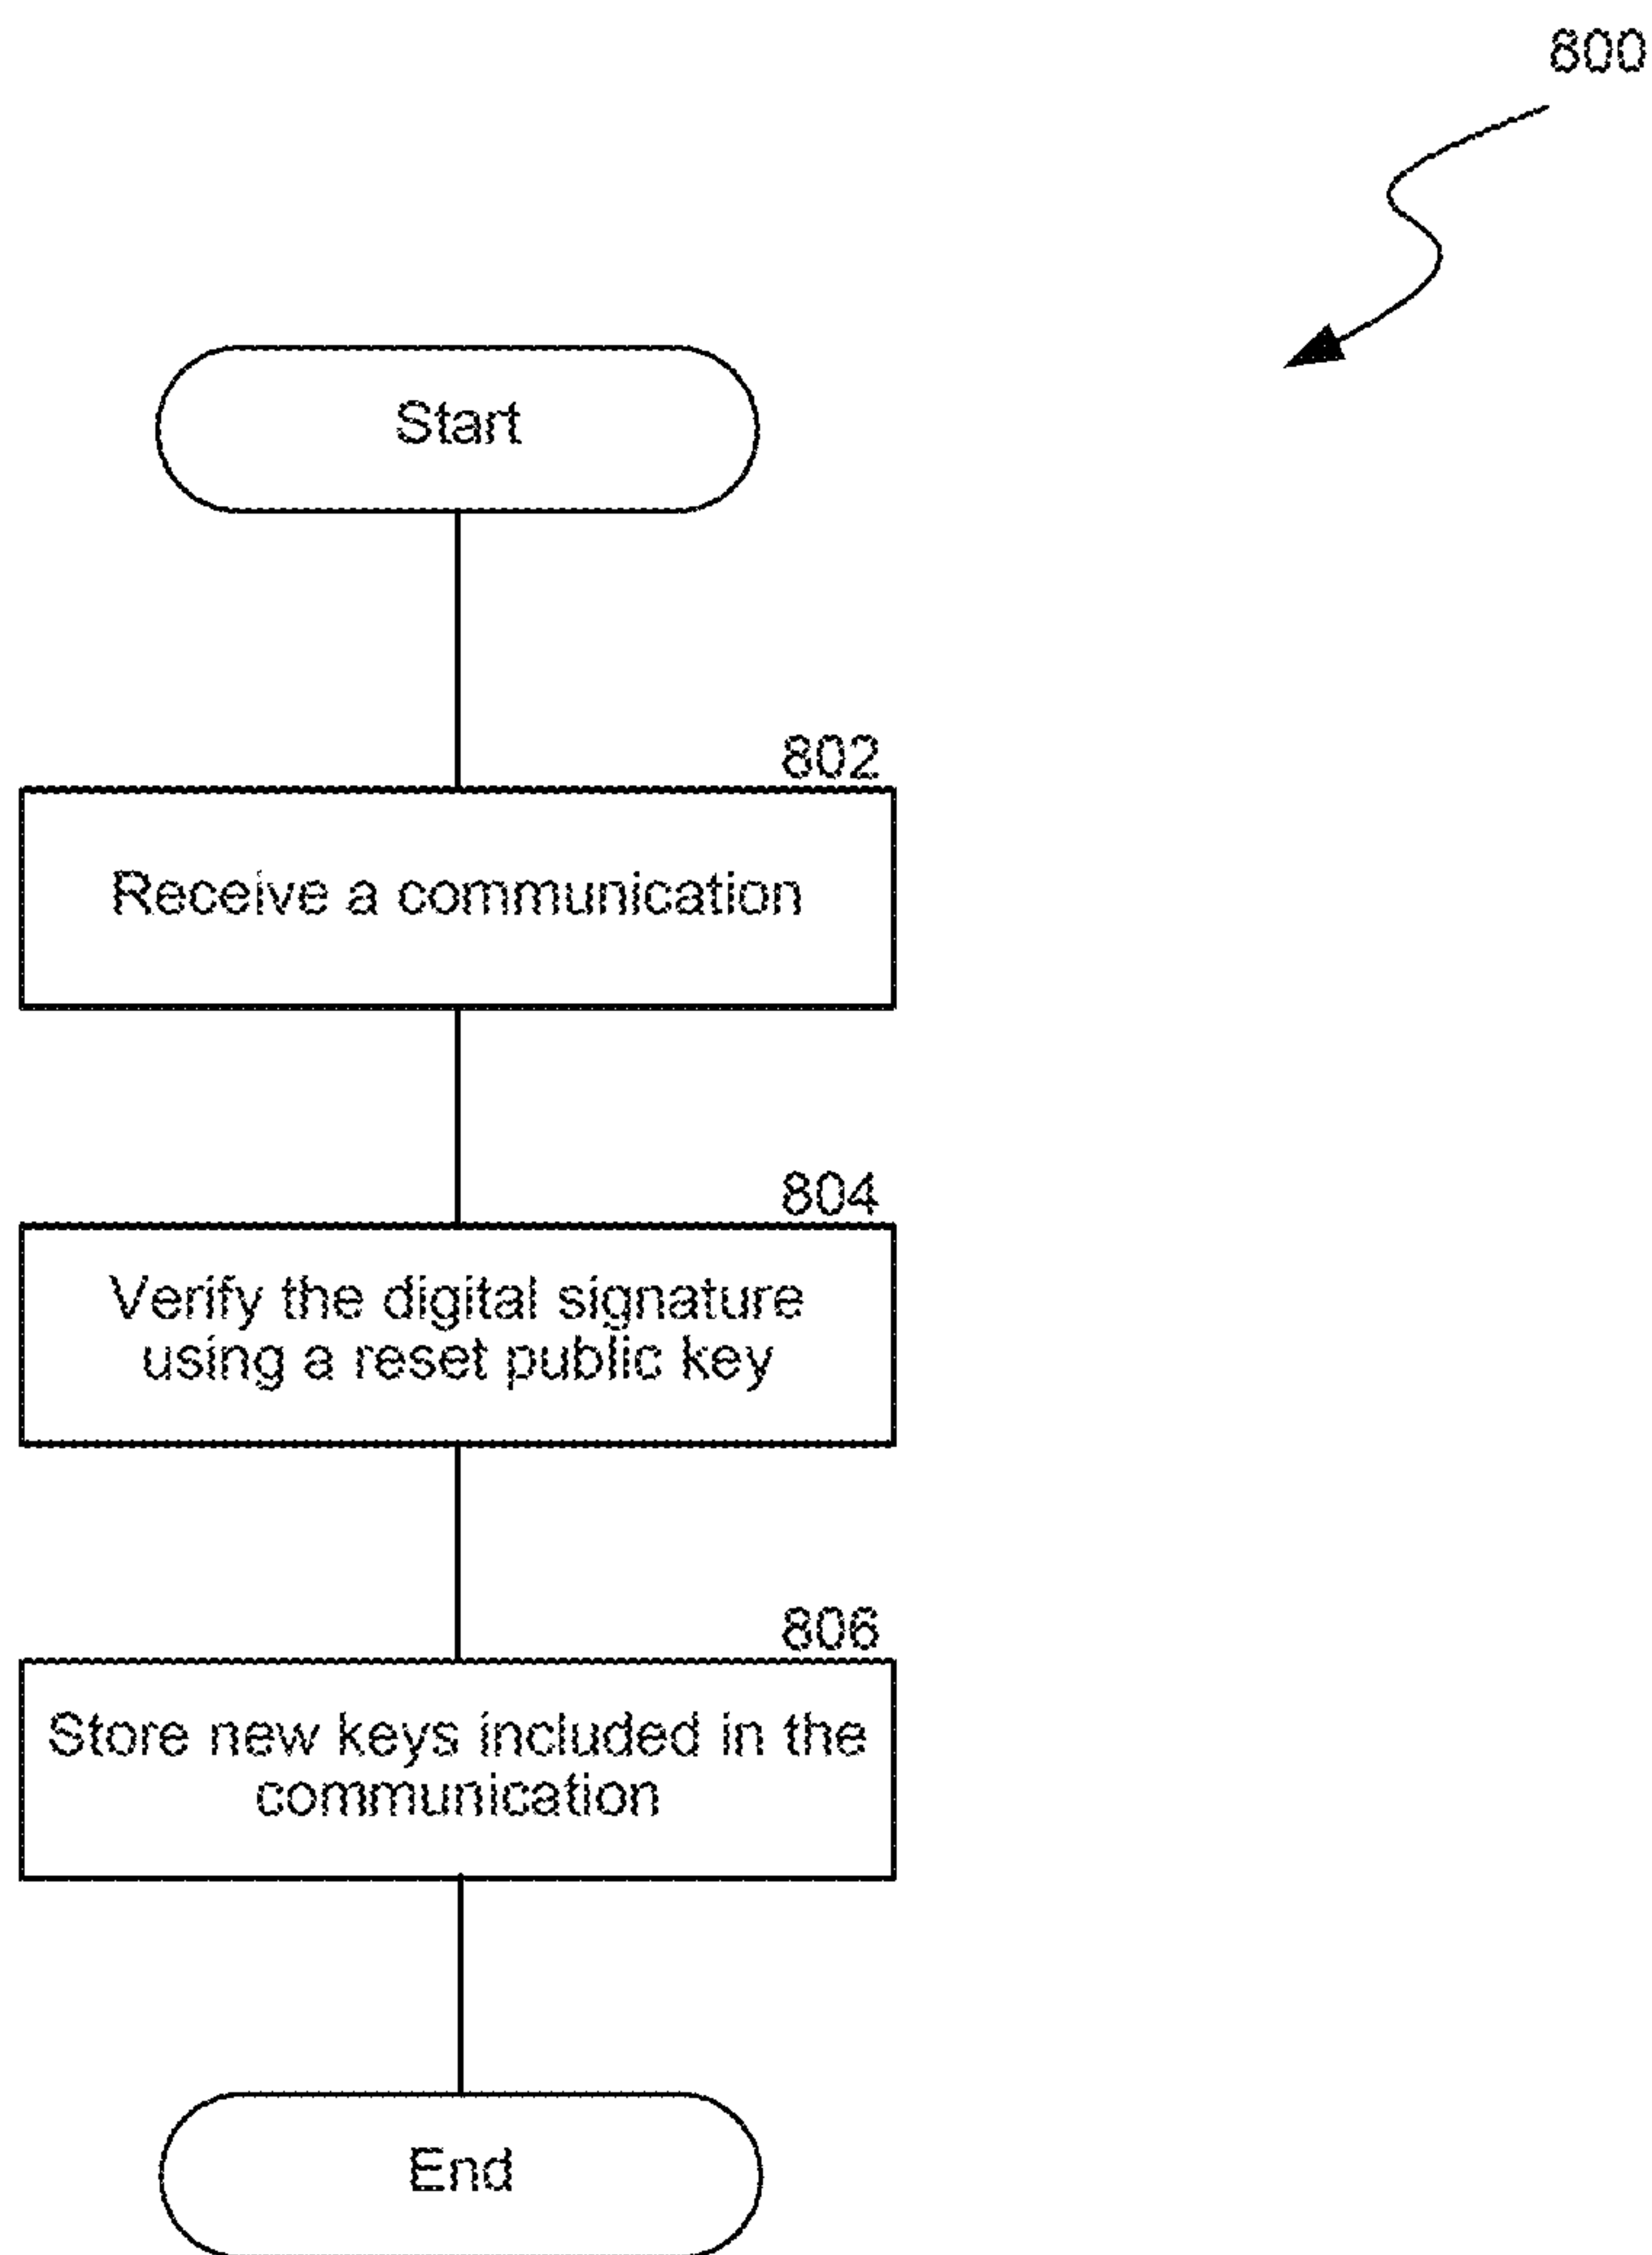 800
Start
802
Receive a communication
804
Verify the digital signature
using a reset public key
806
Store new keys included in the
communication
End